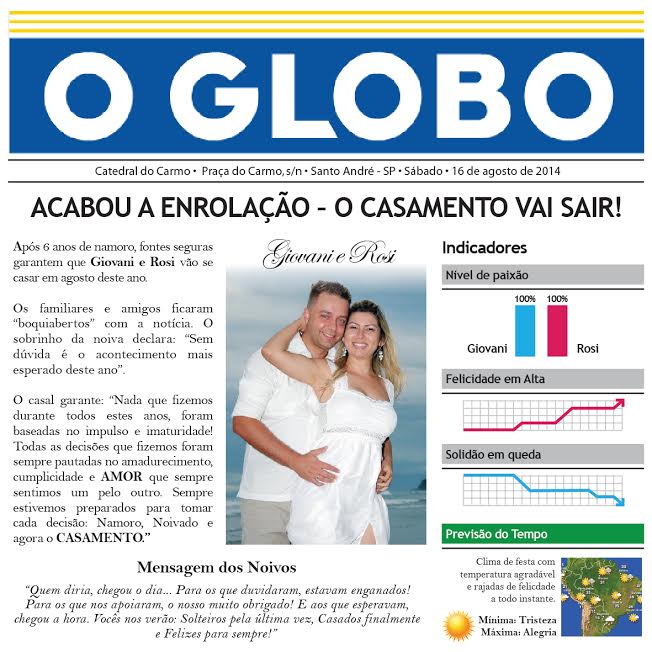 O GLOBO
Catedral do Carmo • Praça do Carmo, s/n • Santo André - SP • Sábado • 16 de agosto de 2014
ACABOU A ENROLAÇÃO – O CASAMENTO VAI SAIR!
Após 6 anos de namoro, fontes seguras
garantem que Giovani e Rosi vão se
casar em agosto deste ano.
Os familiares e amigos ficaram
“boquiabertos” com a notícia. O
sobrinho da noiva declara: “Sem
dúvida é o acontecimento mais
esperado deste ano”.
O casal garante: “Nada que fizemos
durante todos estes anos, foram
baseadas no impulso e imaturidade!
Todas as decisões que fizemos foram
sempre pautadas no amadurecimento,
cumplicidade e AMOR que sempre
sentimos um pelo outro. Sempre
estivemos preparados para tomar
cada decisão: Namoro, Noivado e
agora o CASAMENTO.”
Giovani e Rosi
Indicadores
Nível de paixão
100% 100%
Giovani Rosi
Felicidade em Alta
Solidão em queda
Previsão do Tempo
Clima de festa com
temperatura agradável
e rajadas de felicidade
a todo instante.
Mínima: Tristeza
Máxima: Alegria
Mensagem dos Noivos
“Quem diria, chegou o dia... Para os que duvidaram, estavam enganados!
Para os que nos apoiaram, o nosso muito obrigado! E aos que esperavam,
chegou a hora. Vocês nos verão: Solteiros pela última vez, Casados finalmente
e Felizes para sempre!”